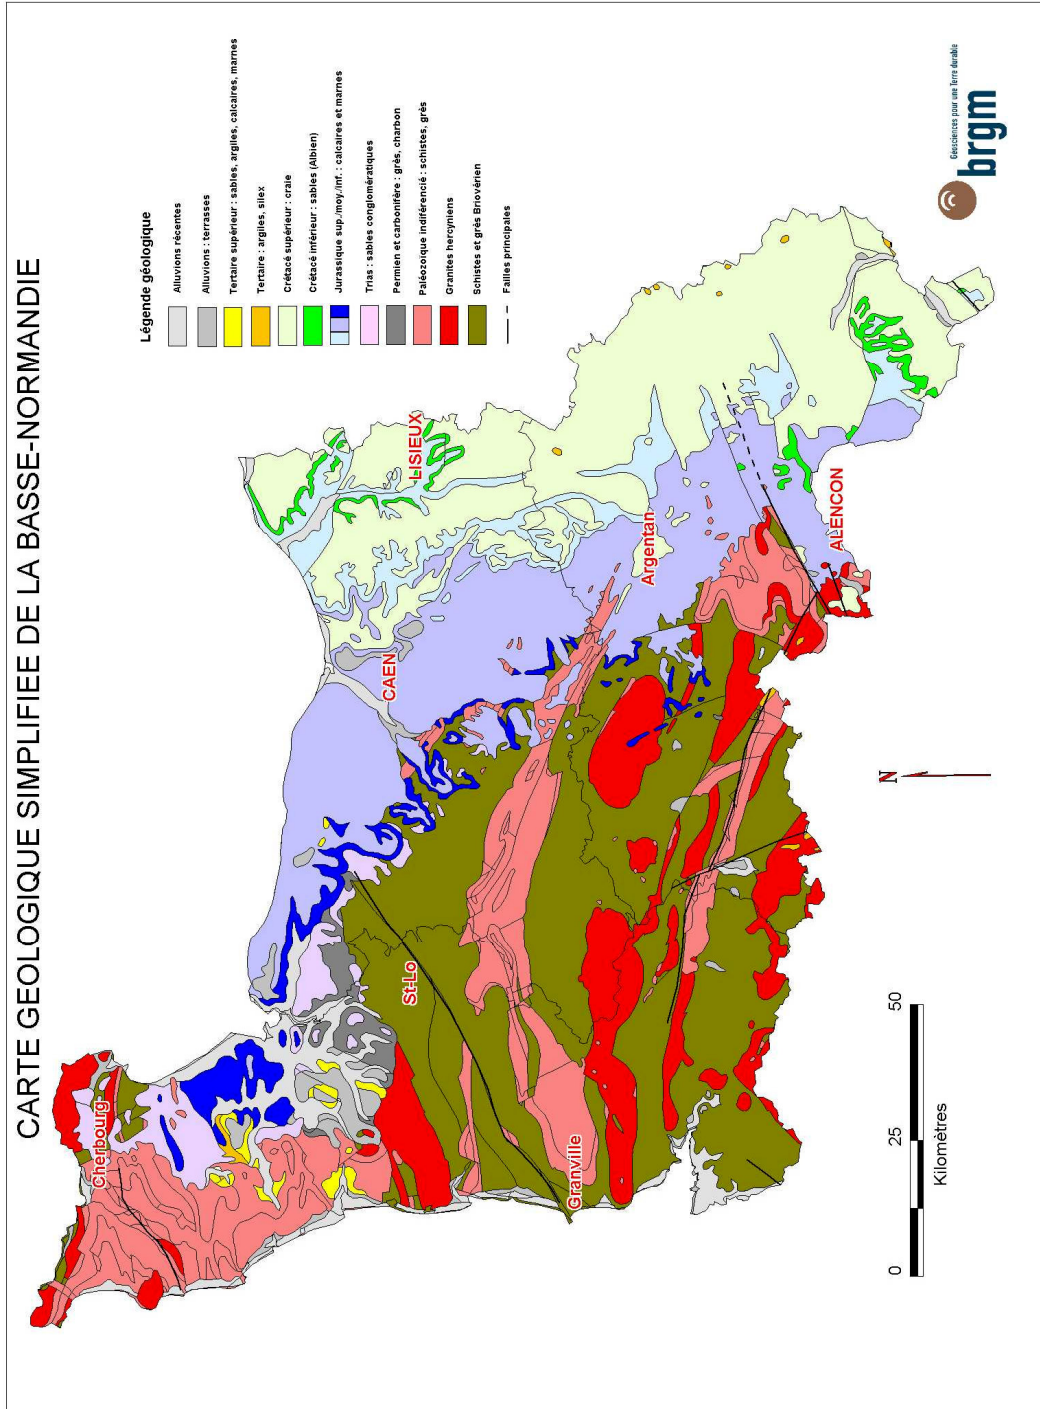 CARTE GEOLOGIQUE SIMPLIFIEE DE LA BASSE-NORMANDIE
Légende géologique
Alluvions récentes
Alluvions : terrasses
Tertaire supérieur : sables, argiles, calcaires, marnes
Tertaire : argiles, silex
Crétacé supérieur : craie
Crétacé inférieur : sables (Albien)
Jurassique sup./moy./inf. : calcaires et marnes
Trias : sables conglomératiques
Permien et carbonifère : grès, charbon
Paléozoïque indifférencié : schistes, grès
Granites hercyniens
Schistes et grès Briovérien
Failles principales
Cherbourg
St-Lo
CAEN
LISIEUX
Granville
Argentan
ALENCON
0
25
50
Kilomètres
N
Géosciences pour une Terre durable
brgm